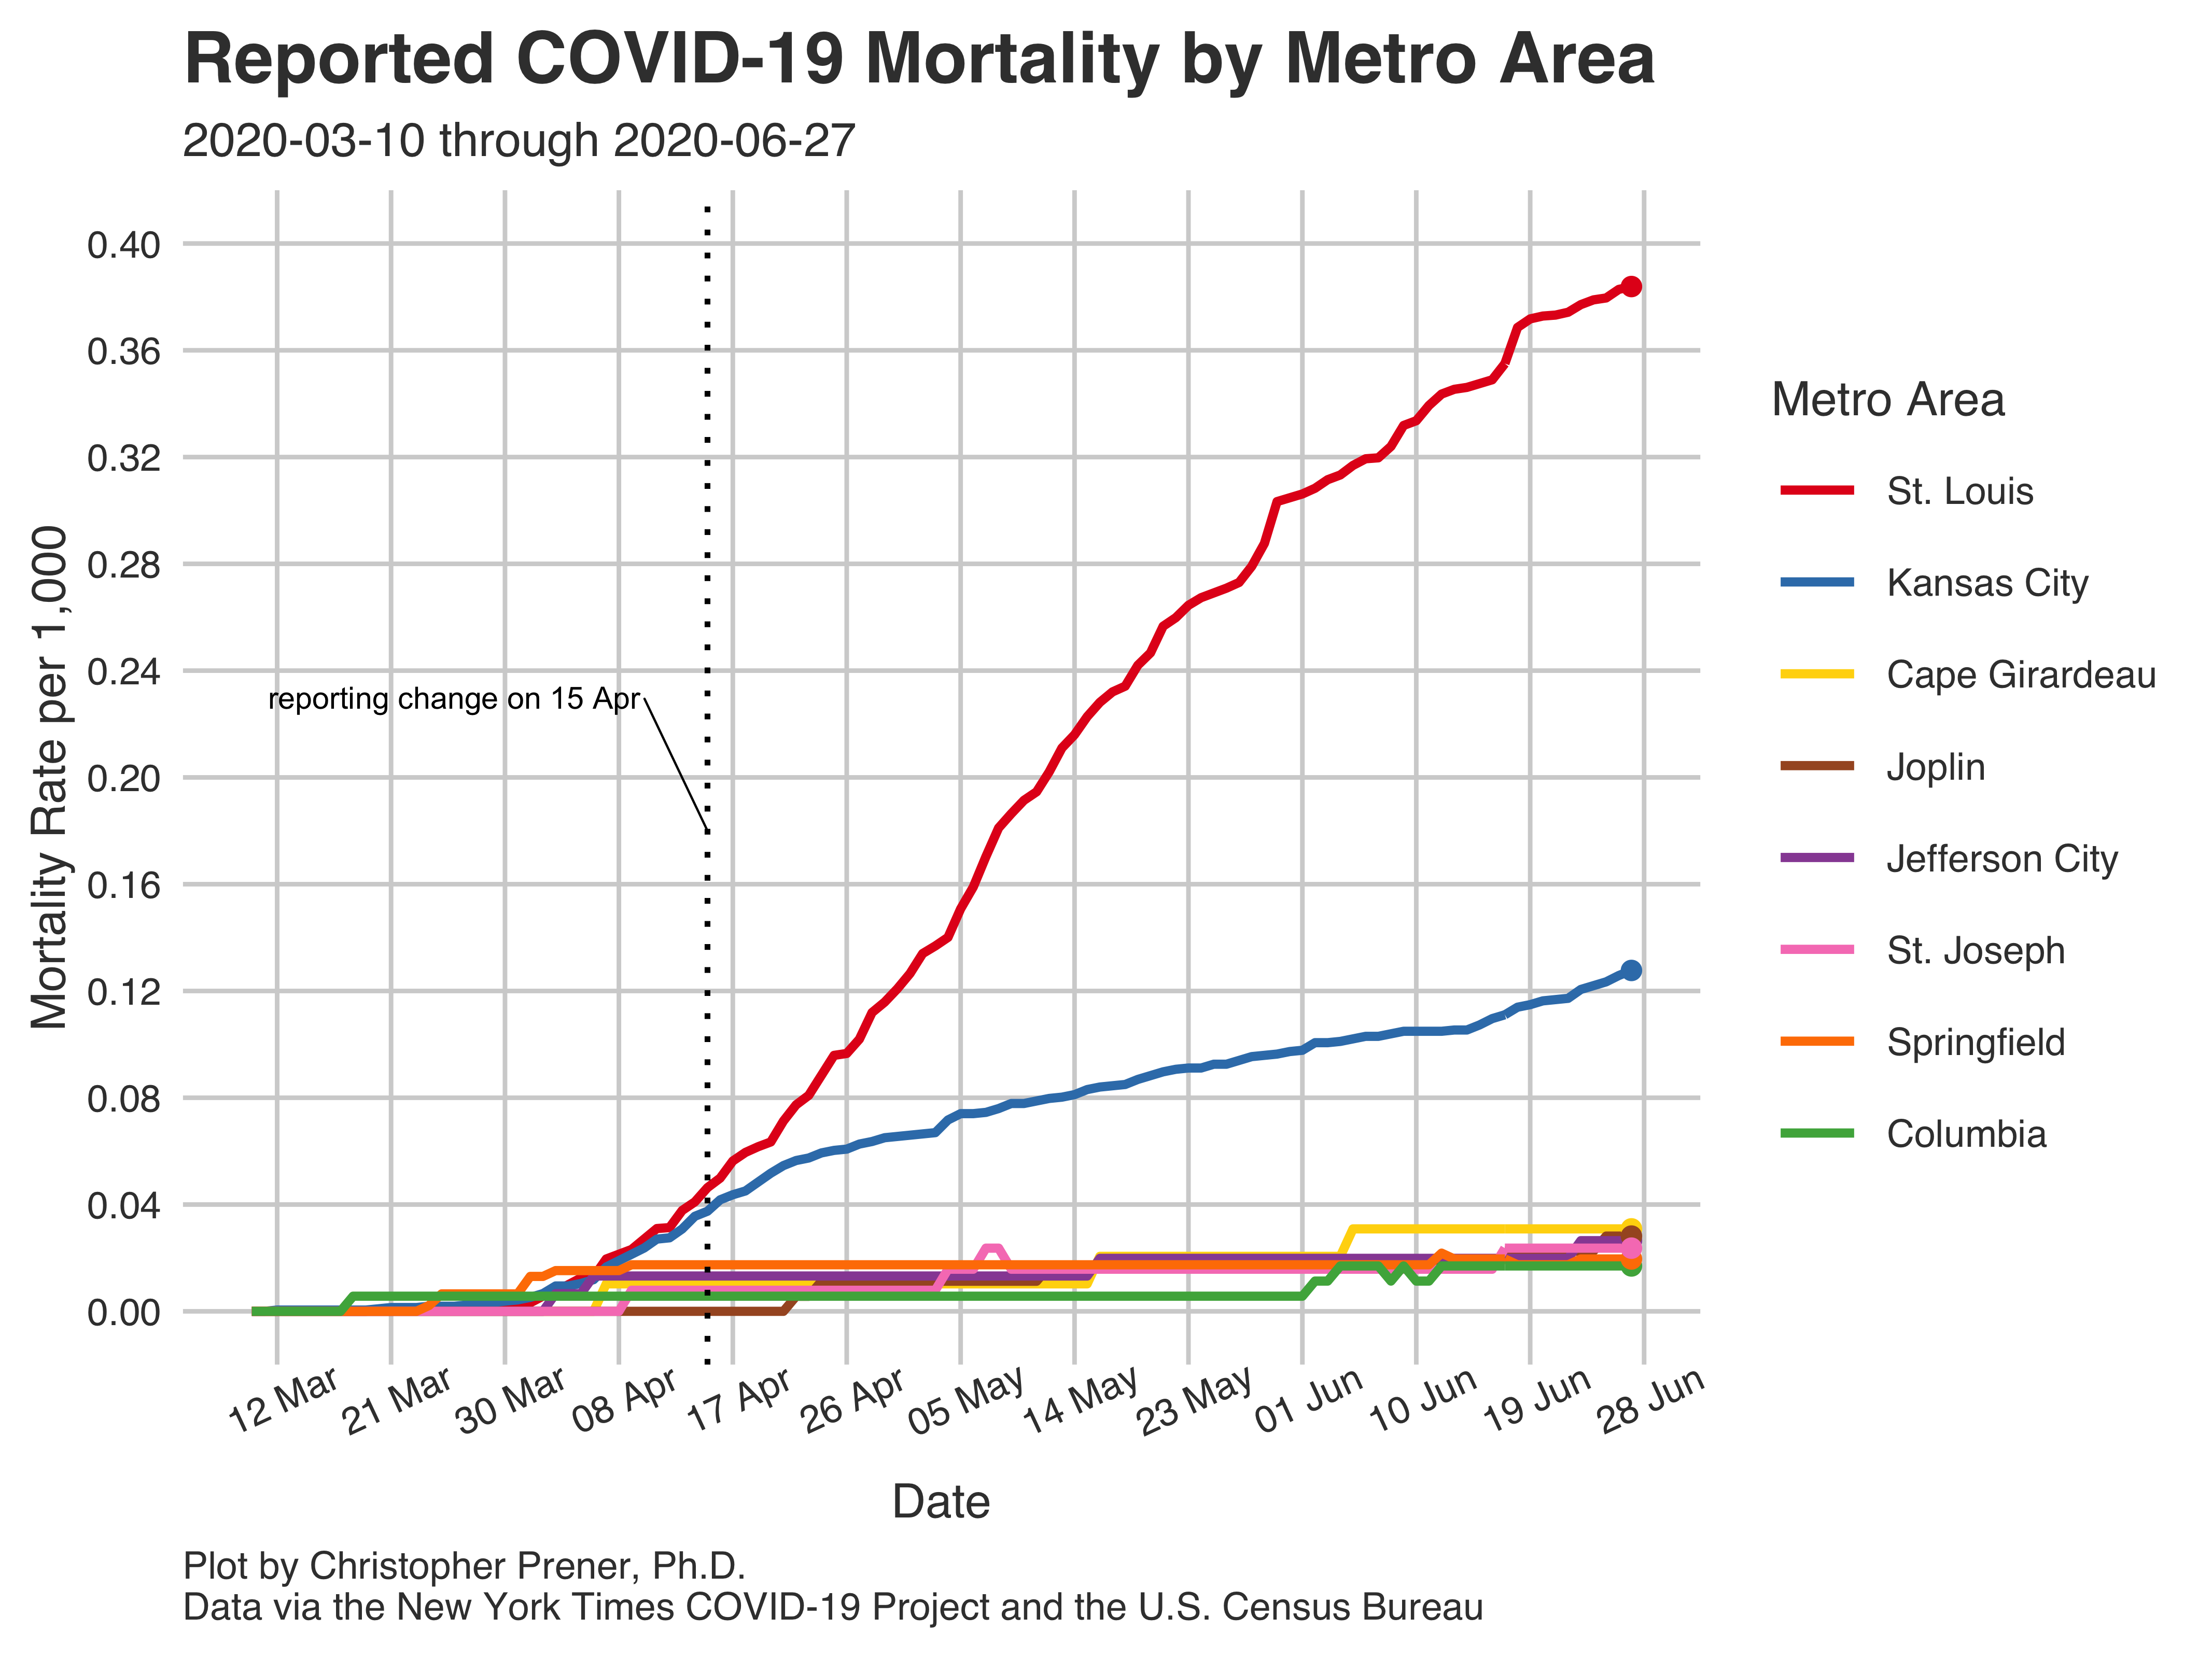 Reported COVID-19 Mortality by Metro Area
2020-03-10 through 2020-06-27
Mortality Rate per 1,000
0.40
0.36
0.32
0.28
0.24
0.20
0.16
0.12
0.08
0.04
0.00
reporting change on 15 Apr
12 Mar
21 Mar
30 Mar
08 Apr
17 Apr
26 Apr
05 May
14 May
23 May
01 Jun
10 Jun
19 Jun
28 Jun
Date
Metro Area
St. Louis
Kansas City
Cape Girardeau
Joplin
Jefferson City
St. Joseph
Springfield
Columbia
Plot by Christopher Prener, Ph.D.
Data via the New York Times COVID-19 Project and the U.S. Census Bureau